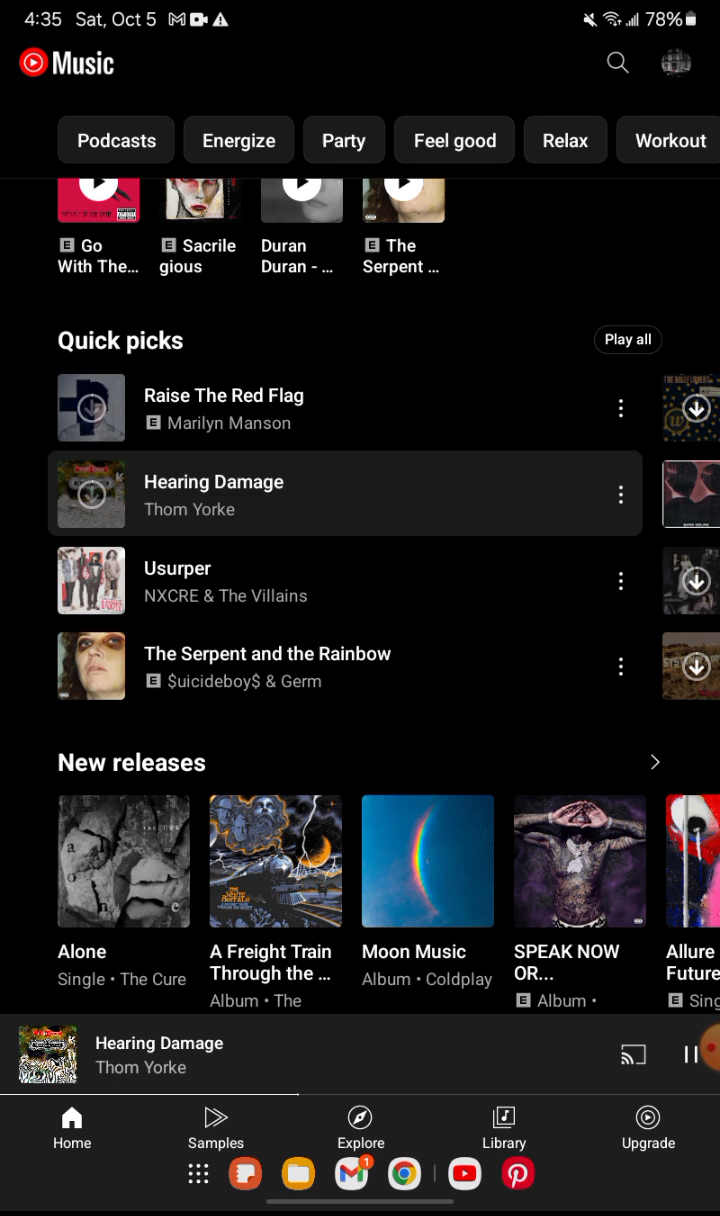 4:35 Sat, Oct 5 78%
Music
Podcasts Energize Party Feel good Relax Workout
E Go
With The...
E Sacrile
gious
Duran
Duran - ...
E The
Serpent ...
Quick picks
Play all
Raise The Red Flag
E Marilyn Manson
Hearing Damage
Thom Yorke
Usurper
NXCRE & The Villains
The Serpent and the Rainbow
E $uicideboy$ & Germ
New releases
Alone
Single • The Cure
A Freight Train
Through the ...
Album • The
Moon Music
Album • Coldplay
SPEAK NOW
OR...
E Album •
Allure
Future
E Sing
Hearing Damage
Thom Yorke
Home
Samples
Explore
Library
Upgrade
1